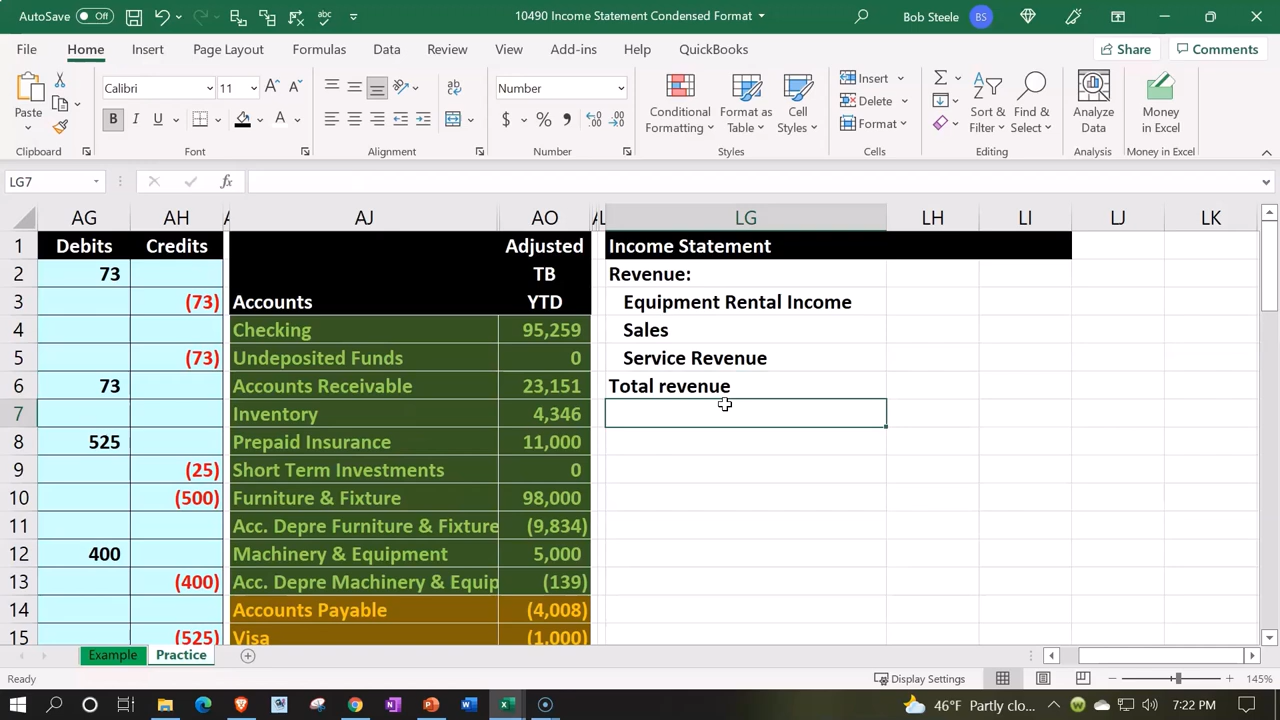 AutoSave Off
10490 Income Statement Condensed Format
Bob Steele
BS
File Home Insert Page Layout Formulas Data Review View Add-ins Help QuickBooks
Share
Comments
Paste
Clipboard
Calibri
11
B I U
Font
Alignment
Number
Number
Conditional Formatting
Format as Table
Cell Styles
Styles
Insert
Delete
Format
Cells
Sort & Filter
Find & Select
Editing
Analyze Data
Analysis
Money in Excel
Money in Excel
LG7
fx
AG AH AJ AO LG LH LI LJ LK
1 Debits Credits Adjusted Income Statement
2 73 TB Revenue:
3 (73) Accounts YTD Equipment Rental Income
4 Checking 95,259 Sales
5 (73) Undeposited Funds 0 Service Revenue
6 73 Accounts Receivable 23,151 Total revenue
7 Inventory 4,346
8 525 Prepaid Insurance 11,000
9 (25) Short Term Investments 0
10 (500) Furniture & Fixture 98,000
11 Acc. Depre Furniture & Fixture (9,834)
12 400 Machinery & Equipment 5,000
13 (400) Acc. Depre Machinery & Equip (139)
14 Accounts Payable (4,008)
15 (525) Visa (1,000)
Example Practice
Ready
Display Settings
145%
46°F Partly clo...
7:22 PM